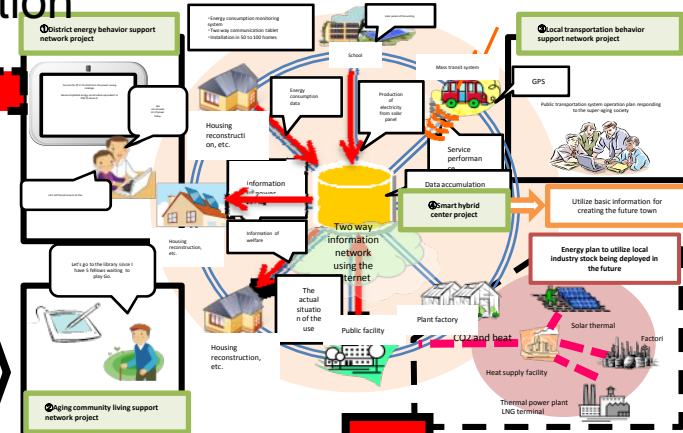 tion
①District energy behavior support
network project
•Energy consumption monitoring
system
•Two way communication tablet
•Installation in 50 to 100 homes
School
Mass transit system
③Local transportation behavior
support network project
GPS
Public transportation system operation plan responding
to the super-aging society
Energy
consumption
data
Production
of
electricity
from solar
panel
Housing
reconstructi
on, etc.
Service
performan
Information
Data accumulation
④Smart hybrid
center project
Utilize basic information for
creating the future town
Housing
reconstruction,
etc.
Information of
welfare
Two way
information
network
using the
Let's go to the library since I
have 5 fellows waiting to
play Go.
The
actual
situatio
n of the
use
Housing
reconstruction,
etc.
Public facility
Plant factory
CO2 and heat
Energy plan to utilize local
industry stock being deployed in
the future
Solar thermal
Factori
Heat supply facility
Thermal power plant
LNG terminal
②Aging community living support
network project